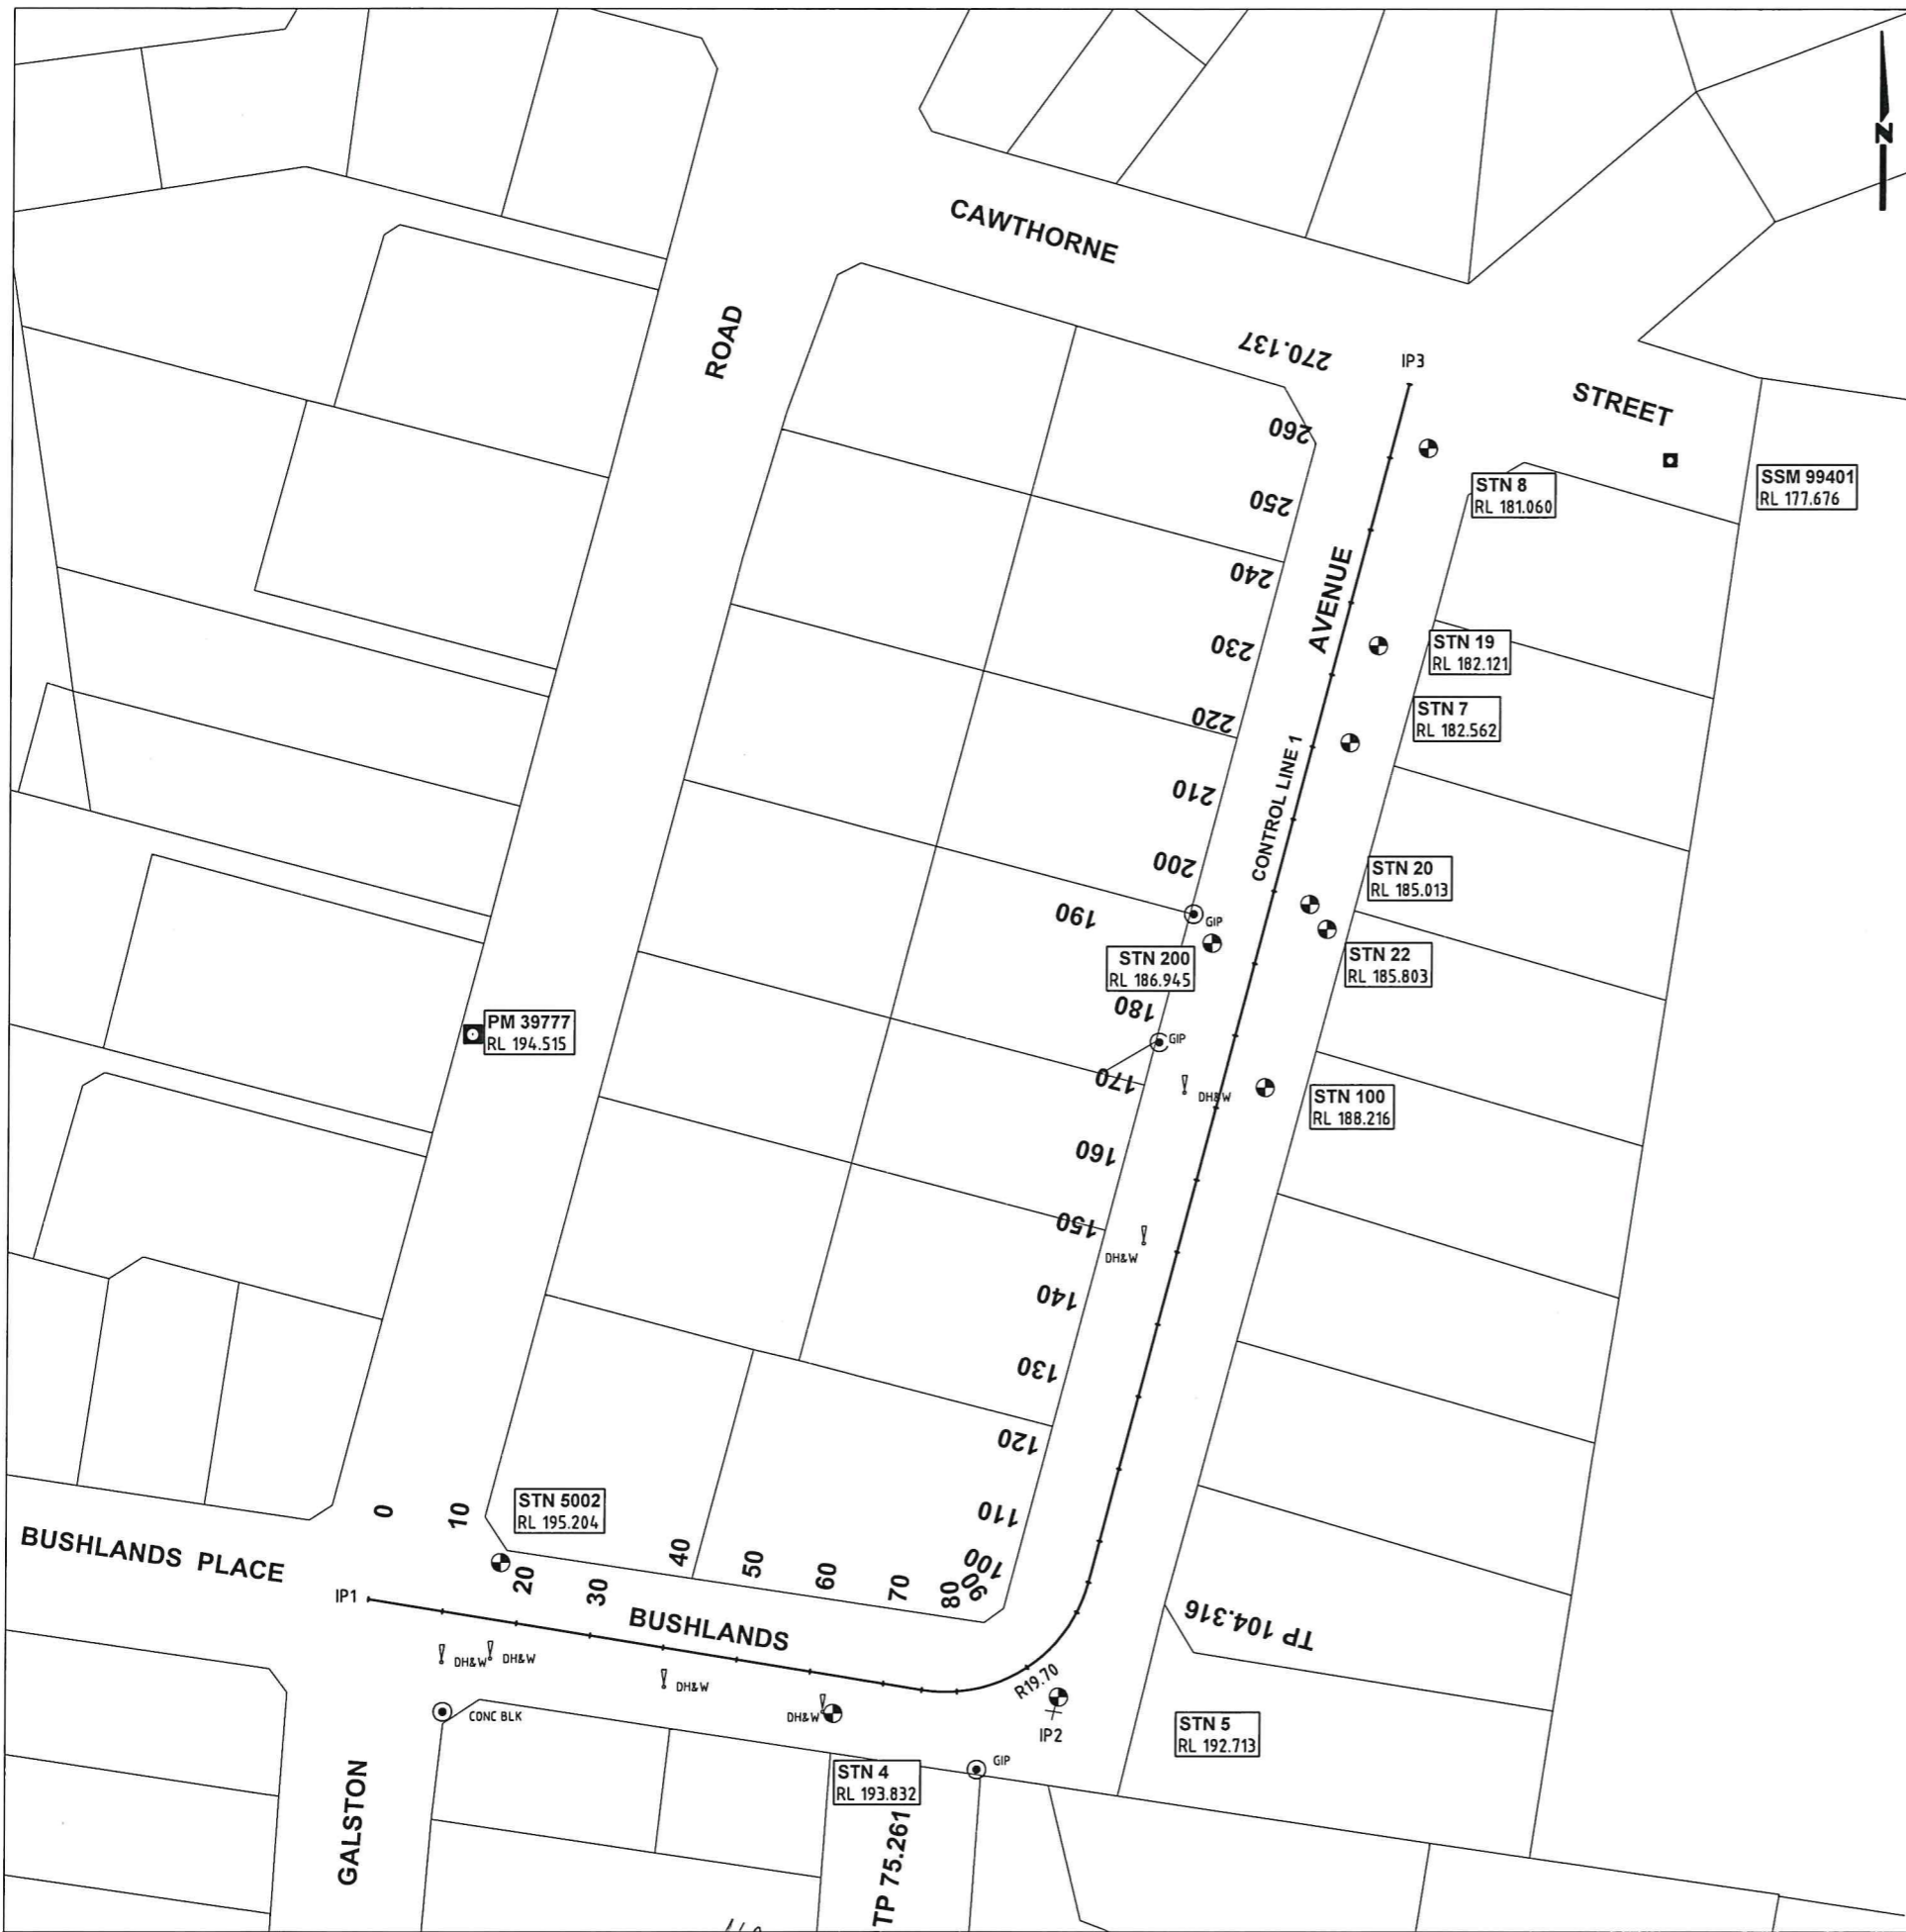 N
CAWTHORNE
ROAD
270.137
IP3
STREET
260
STN 8
RL 181.060
SSM 99401
RL 177.676
250
AVENUE
240
230
STN 19
RL 182.121
220
STN 7
RL 182.562
CONTROL LINE 1
210
200
STN 20
RL 185.013
190
GIP
STN 200
RL 186.945
STN 22
RL 185.803
180
PM 39777
RL 194.515
GIP
170
DH&W
STN 100
RL 188.216
160
150
DH&W
140
130
120
0
10
STN 5002
RL 195.204
110
BUSHLANDS PLACE
40
50
60
70
80
90
100
20
30
IP1
BUSHLANDS
TP 104.316
DH&W
DH&W
DH&W
R19.70
CONC BLK
DH&W
IP2
STN 5
RL 192.713
GIP
STN 4
RL 193.832
GALSTON
TP 75.261